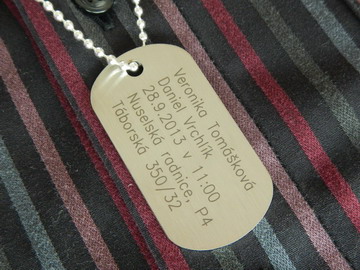 Veronika Tomášková
Daniel Vrchlík
28.9.2013 v 11:00
Nuselská radnice, P4
Táborská 350/32